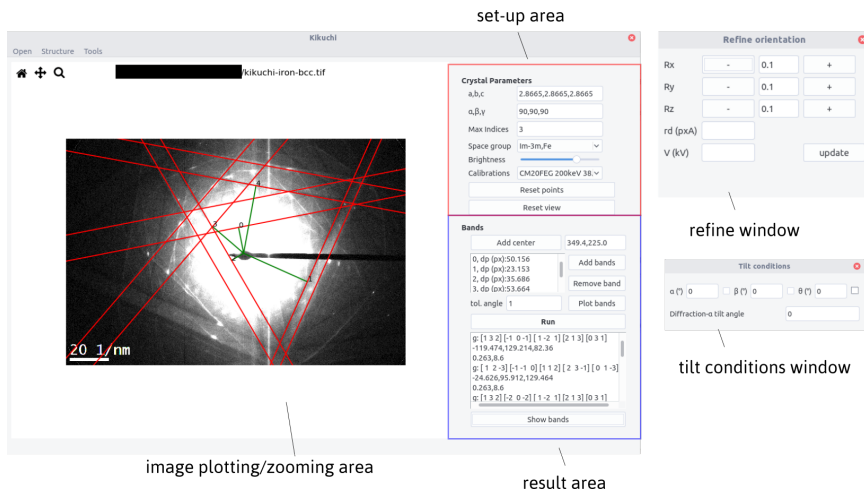 set-up area
Kikuchi
Open Structure Tools
/kikuchi-iron-bcc.tif
4
3
0
2
1
20 1/nm
Crystal Parameters
a,b,c 2.8665,2.8665,2.8665
α,β,γ 90,90,90
Max Indices 3
Space group Im-3m,Fe
Brightness
Calibrations CM20FEG 200keV 38.
Reset points
Reset view
Bands
Add center 349.4,225.0
0, dp (px):50.156
1, dp (px):23.153
2, dp (px):35.686
3, dp (px):53.664
Add bands
Remove band
tol. angle 1 Plot bands
Run
g: [1 3 2] [-1 0 -1] [ 1 -2 1] [2 1 3] [0 3 1]
-119.474,129.214,82.36
0.263,8.6
g: [ 1 2 -3] [-1 -1 0] [1 1 2] [ 2 3 -1] [ 0 1 -3]
-24.626,95.912,129.464
0.263,8.6
g: [1 3 2] [-2 0 -2] [ 1 -2 1] [2 1 3] [0 3 1]
Show bands
image plotting/zooming area
result area
Refine orientation
Rx - 0.1 +
Ry - 0.1 +
Rz - 0.1 +
rd (pxA)
V (kV) update
refine window
Tilt conditions
α (°) 0 β (°) 0 θ (°) 0
Diffraction-α tilt angle 0
tilt conditions window